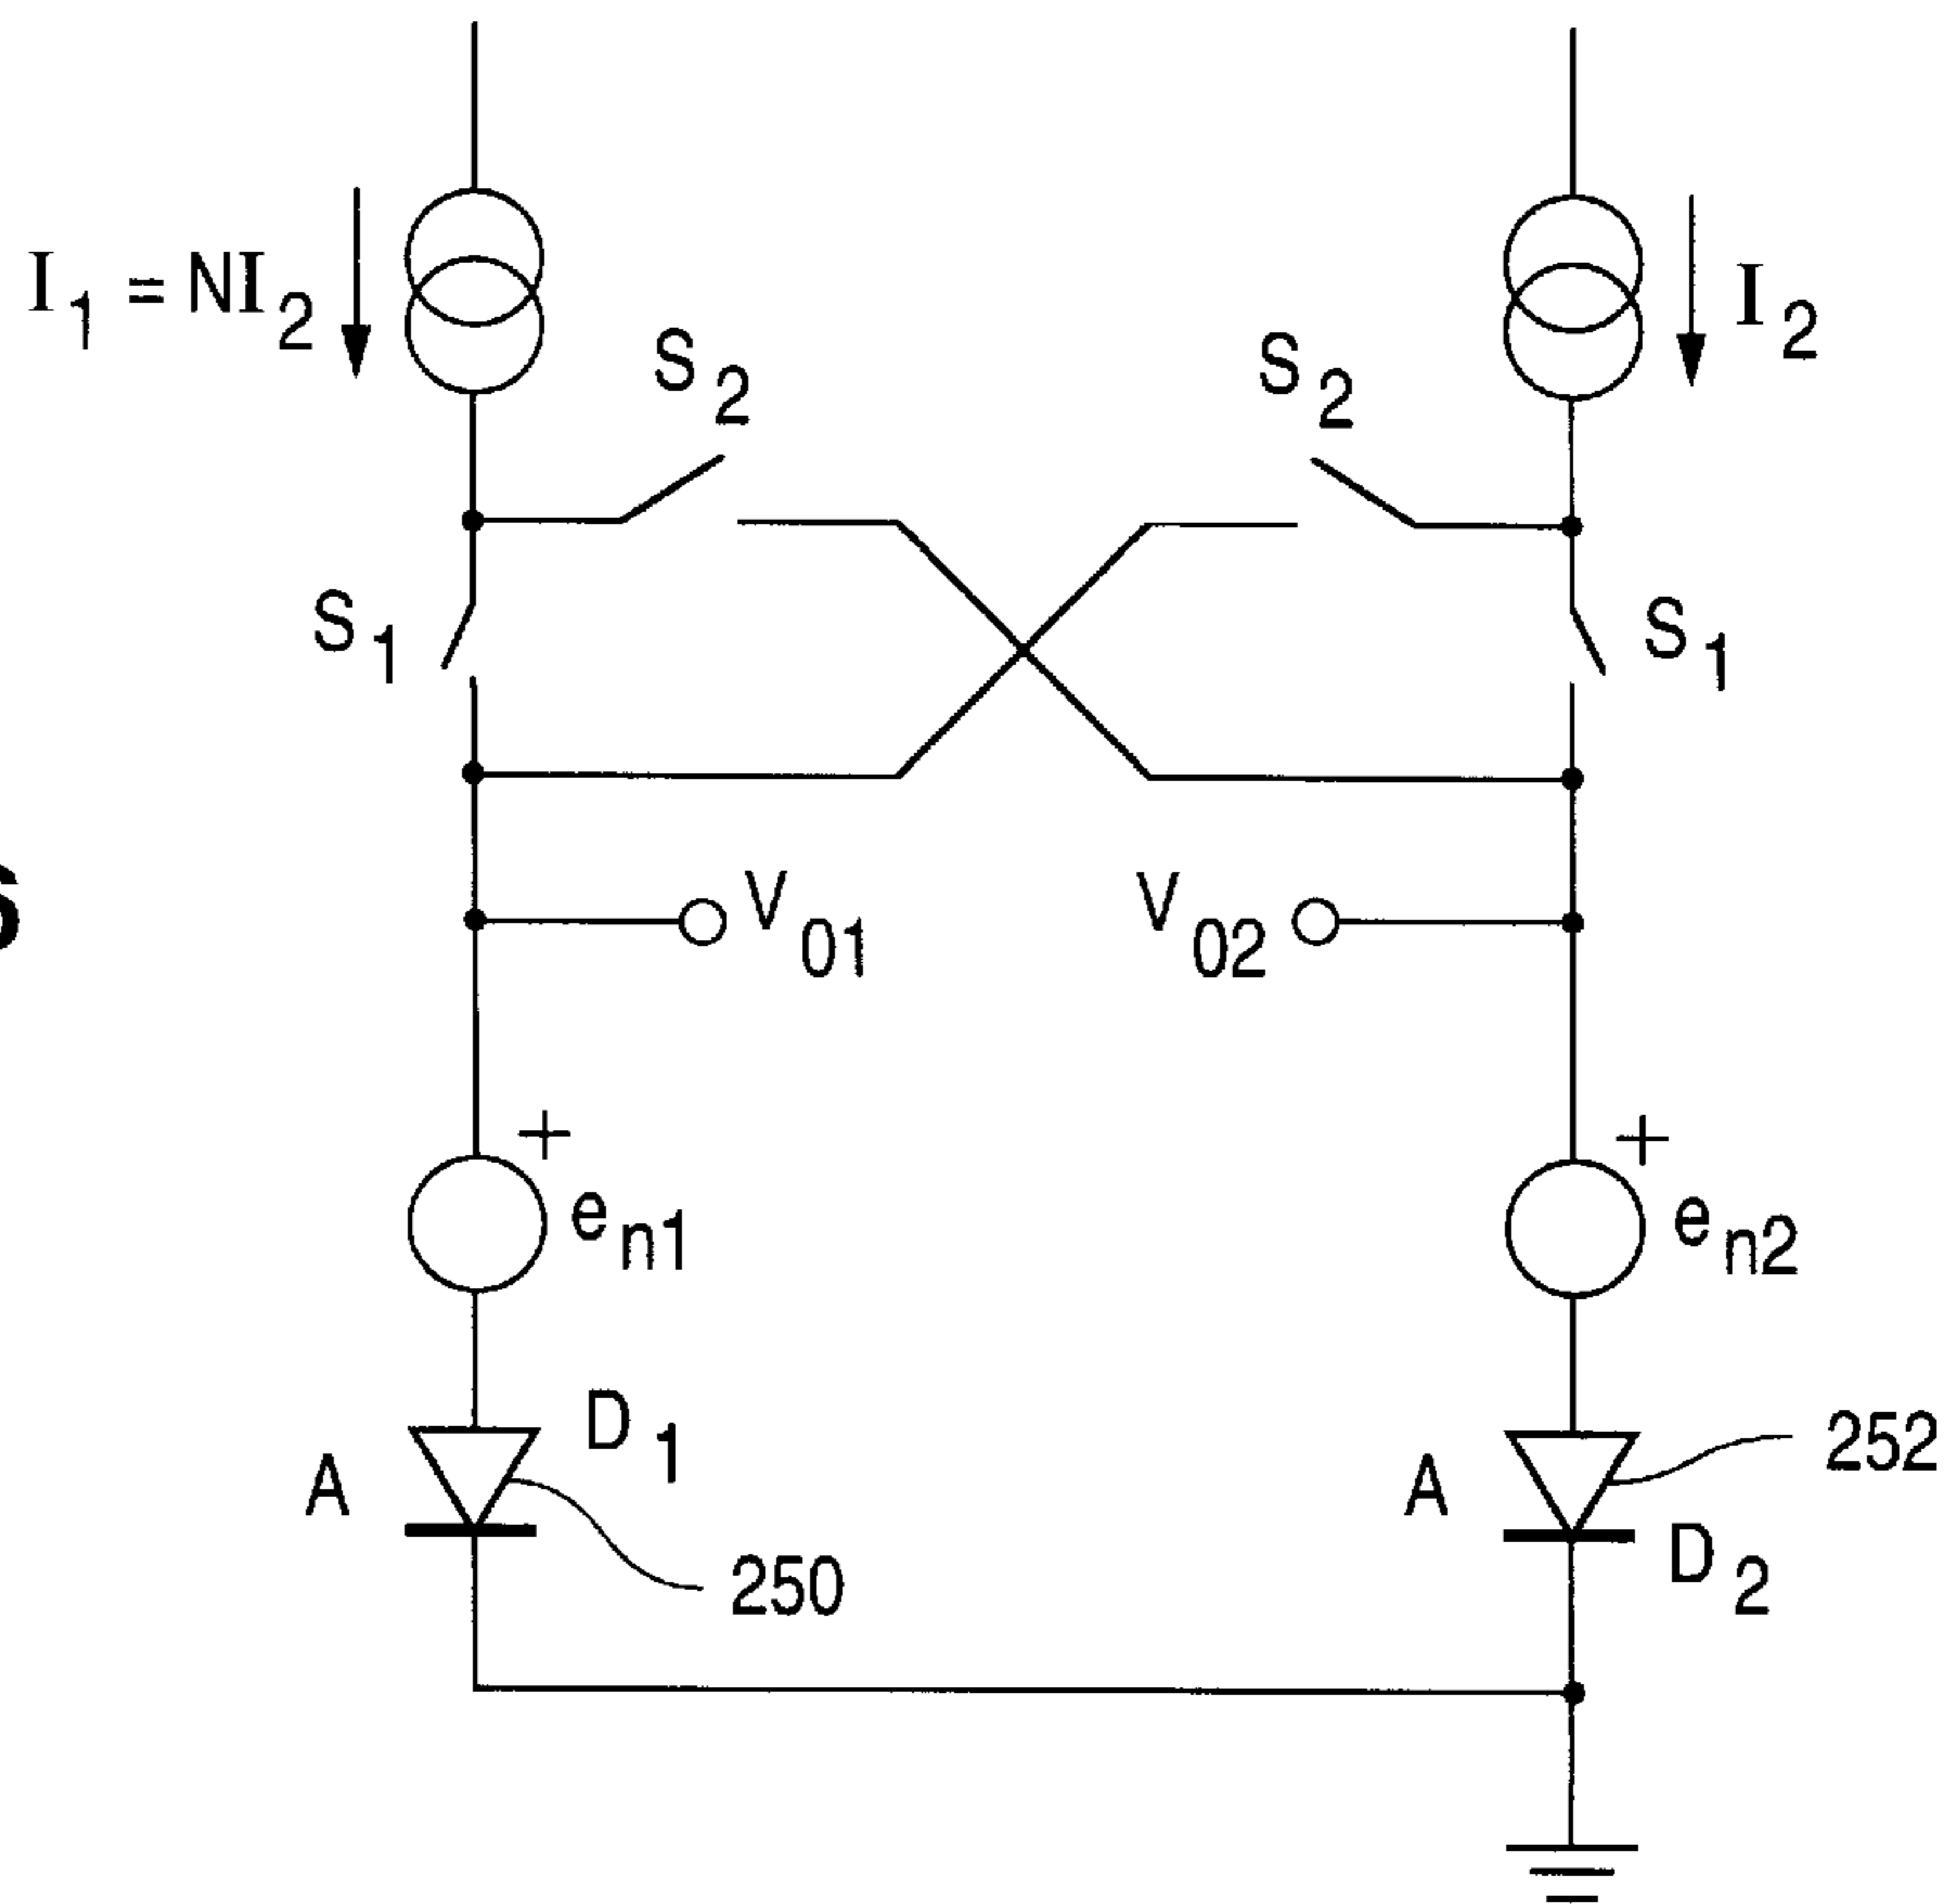 I1 = NI2
I2
S2
S2
S1
S1
V01
V02
+
+
en1
en2
D1
A
250
252
A
D2